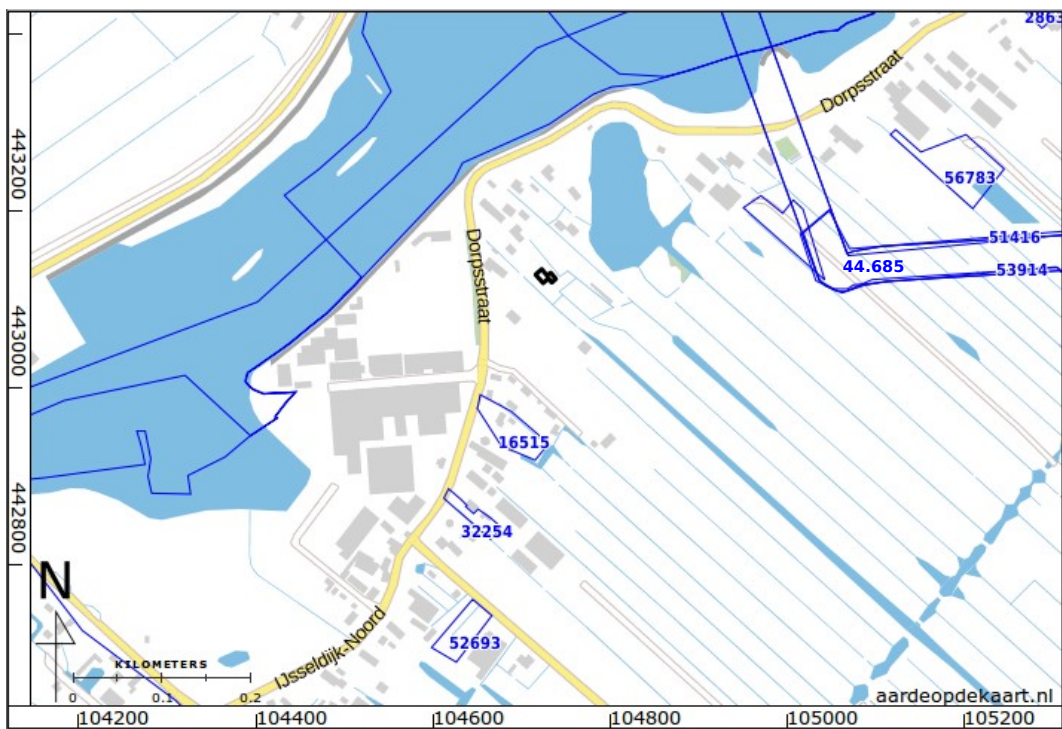 2863
Dorpsstraat
443200
56783
51416
44.685
53914
Dorpsstraat
443000
16515
442800
32254
N
52693
IJsseldijk-Noord
KILOMETERS
0 0.1 0.2
aardeopdekaart.nl
104200 104400 104600 104800 105000 105200